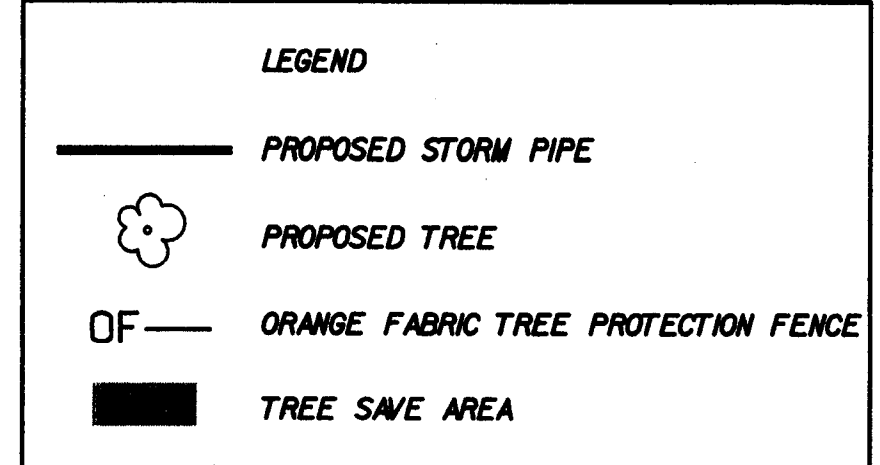 LEGEND
PROPOSED STORM PIPE
PROPOSED TREE
OF ORANGE FABRIC TREE PROTECTION FENCE
TREE SAVE AREA